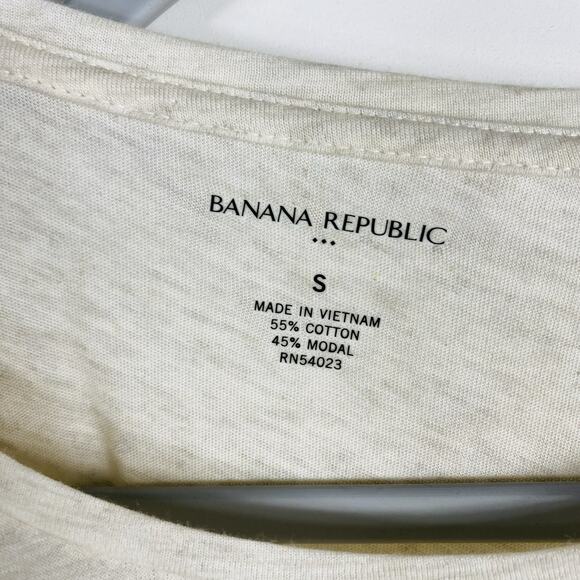 BANANA REPUBLIC
S
MADE IN VIETNAM
55% COTTON
45% MODAL
RN54023